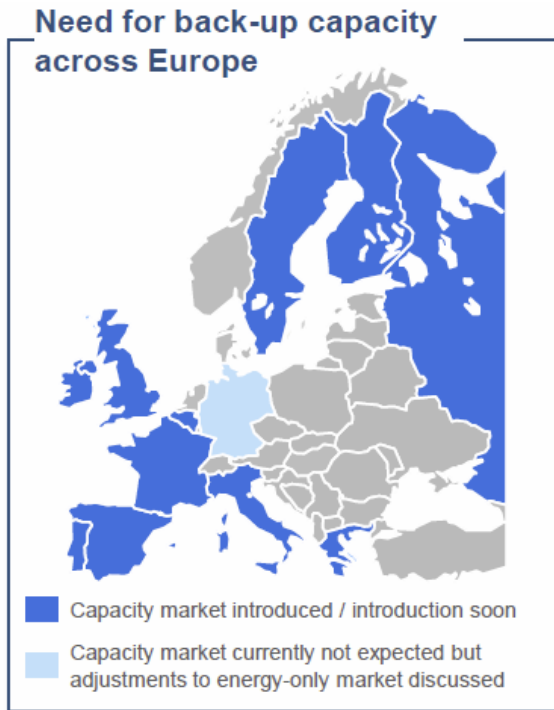 Need for back-up capacity
across Europe
Capacity market introduced / introduction soon
Capacity market currently not expected but
adjustments to energy-only market discussed